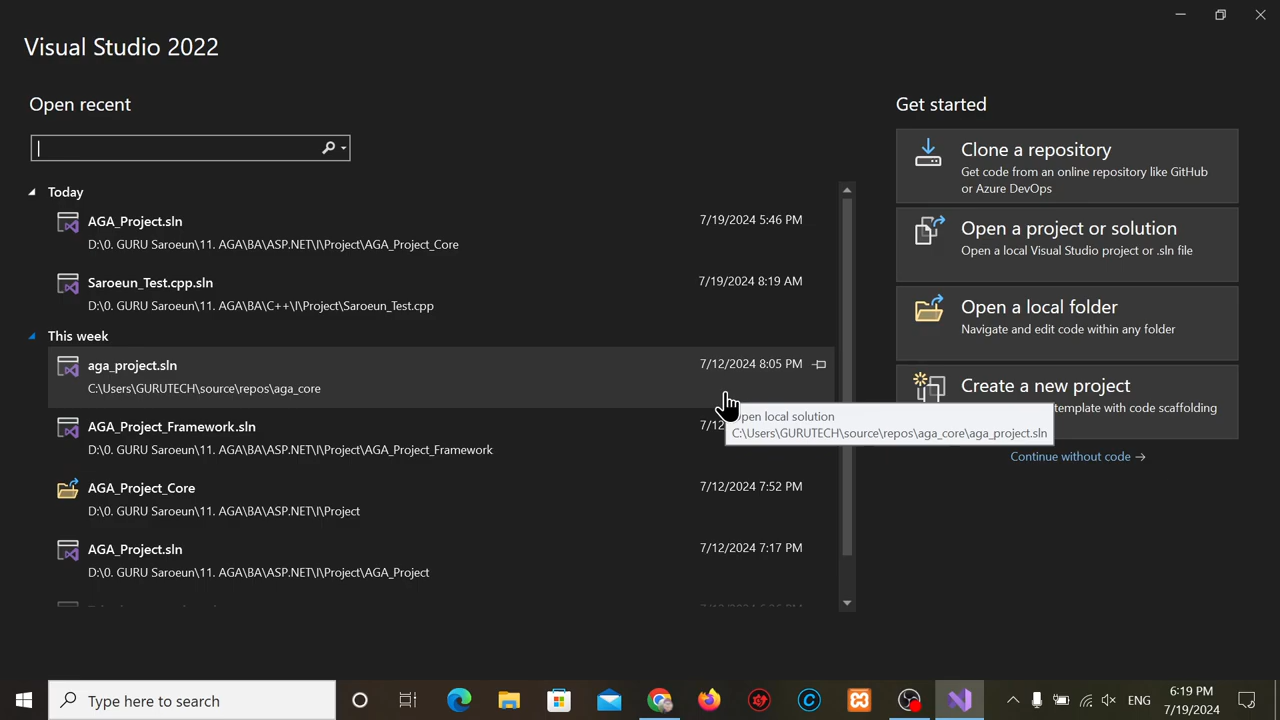 Visual Studio 2022
Open recent
Get started
Today
AGA_Project.sln
7/19/2024 5:46 PM
D:\0. GURU Saroeun\11. AGA\BA\ASP.NET\I\Project\AGA_Project_Core
Saroeun_Test.cpp.sln
7/19/2024 8:19 AM
D:\0. GURU Saroeun\11. AGA\BA\C++\I\Project\Saroeun_Test.cpp
This week
aga_project.sln
7/12/2024 8:05 PM
C:\Users\GURUTECH\source\repos\aga_core
AGA_Project_Framework.sln
7/12
D:\0. GURU Saroeun\11. AGA\BA\ASP.NET\I\Project\AGA_Project_Framework
AGA_Project_Core
7/12/2024 7:52 PM
D:\0. GURU Saroeun\11. AGA\BA\ASP.NET\I\Project
AGA_Project.sln
7/12/2024 7:17 PM
D:\0. GURU Saroeun\11. AGA\BA\ASP.NET\I\Project\AGA_Project
Clone a repository
Get code from an online repository like GitHub
or Azure DevOps
Open a project or solution
Open a local Visual Studio project or .sln file
Open a local folder
Navigate and edit code within any folder
Create a new project
template with code scaffolding
Open local solution
C:\Users\GURUTECH\source\repos\aga_core\aga_project.sln
Continue without code →
Type here to search
ENG
6:19 PM
7/19/2024